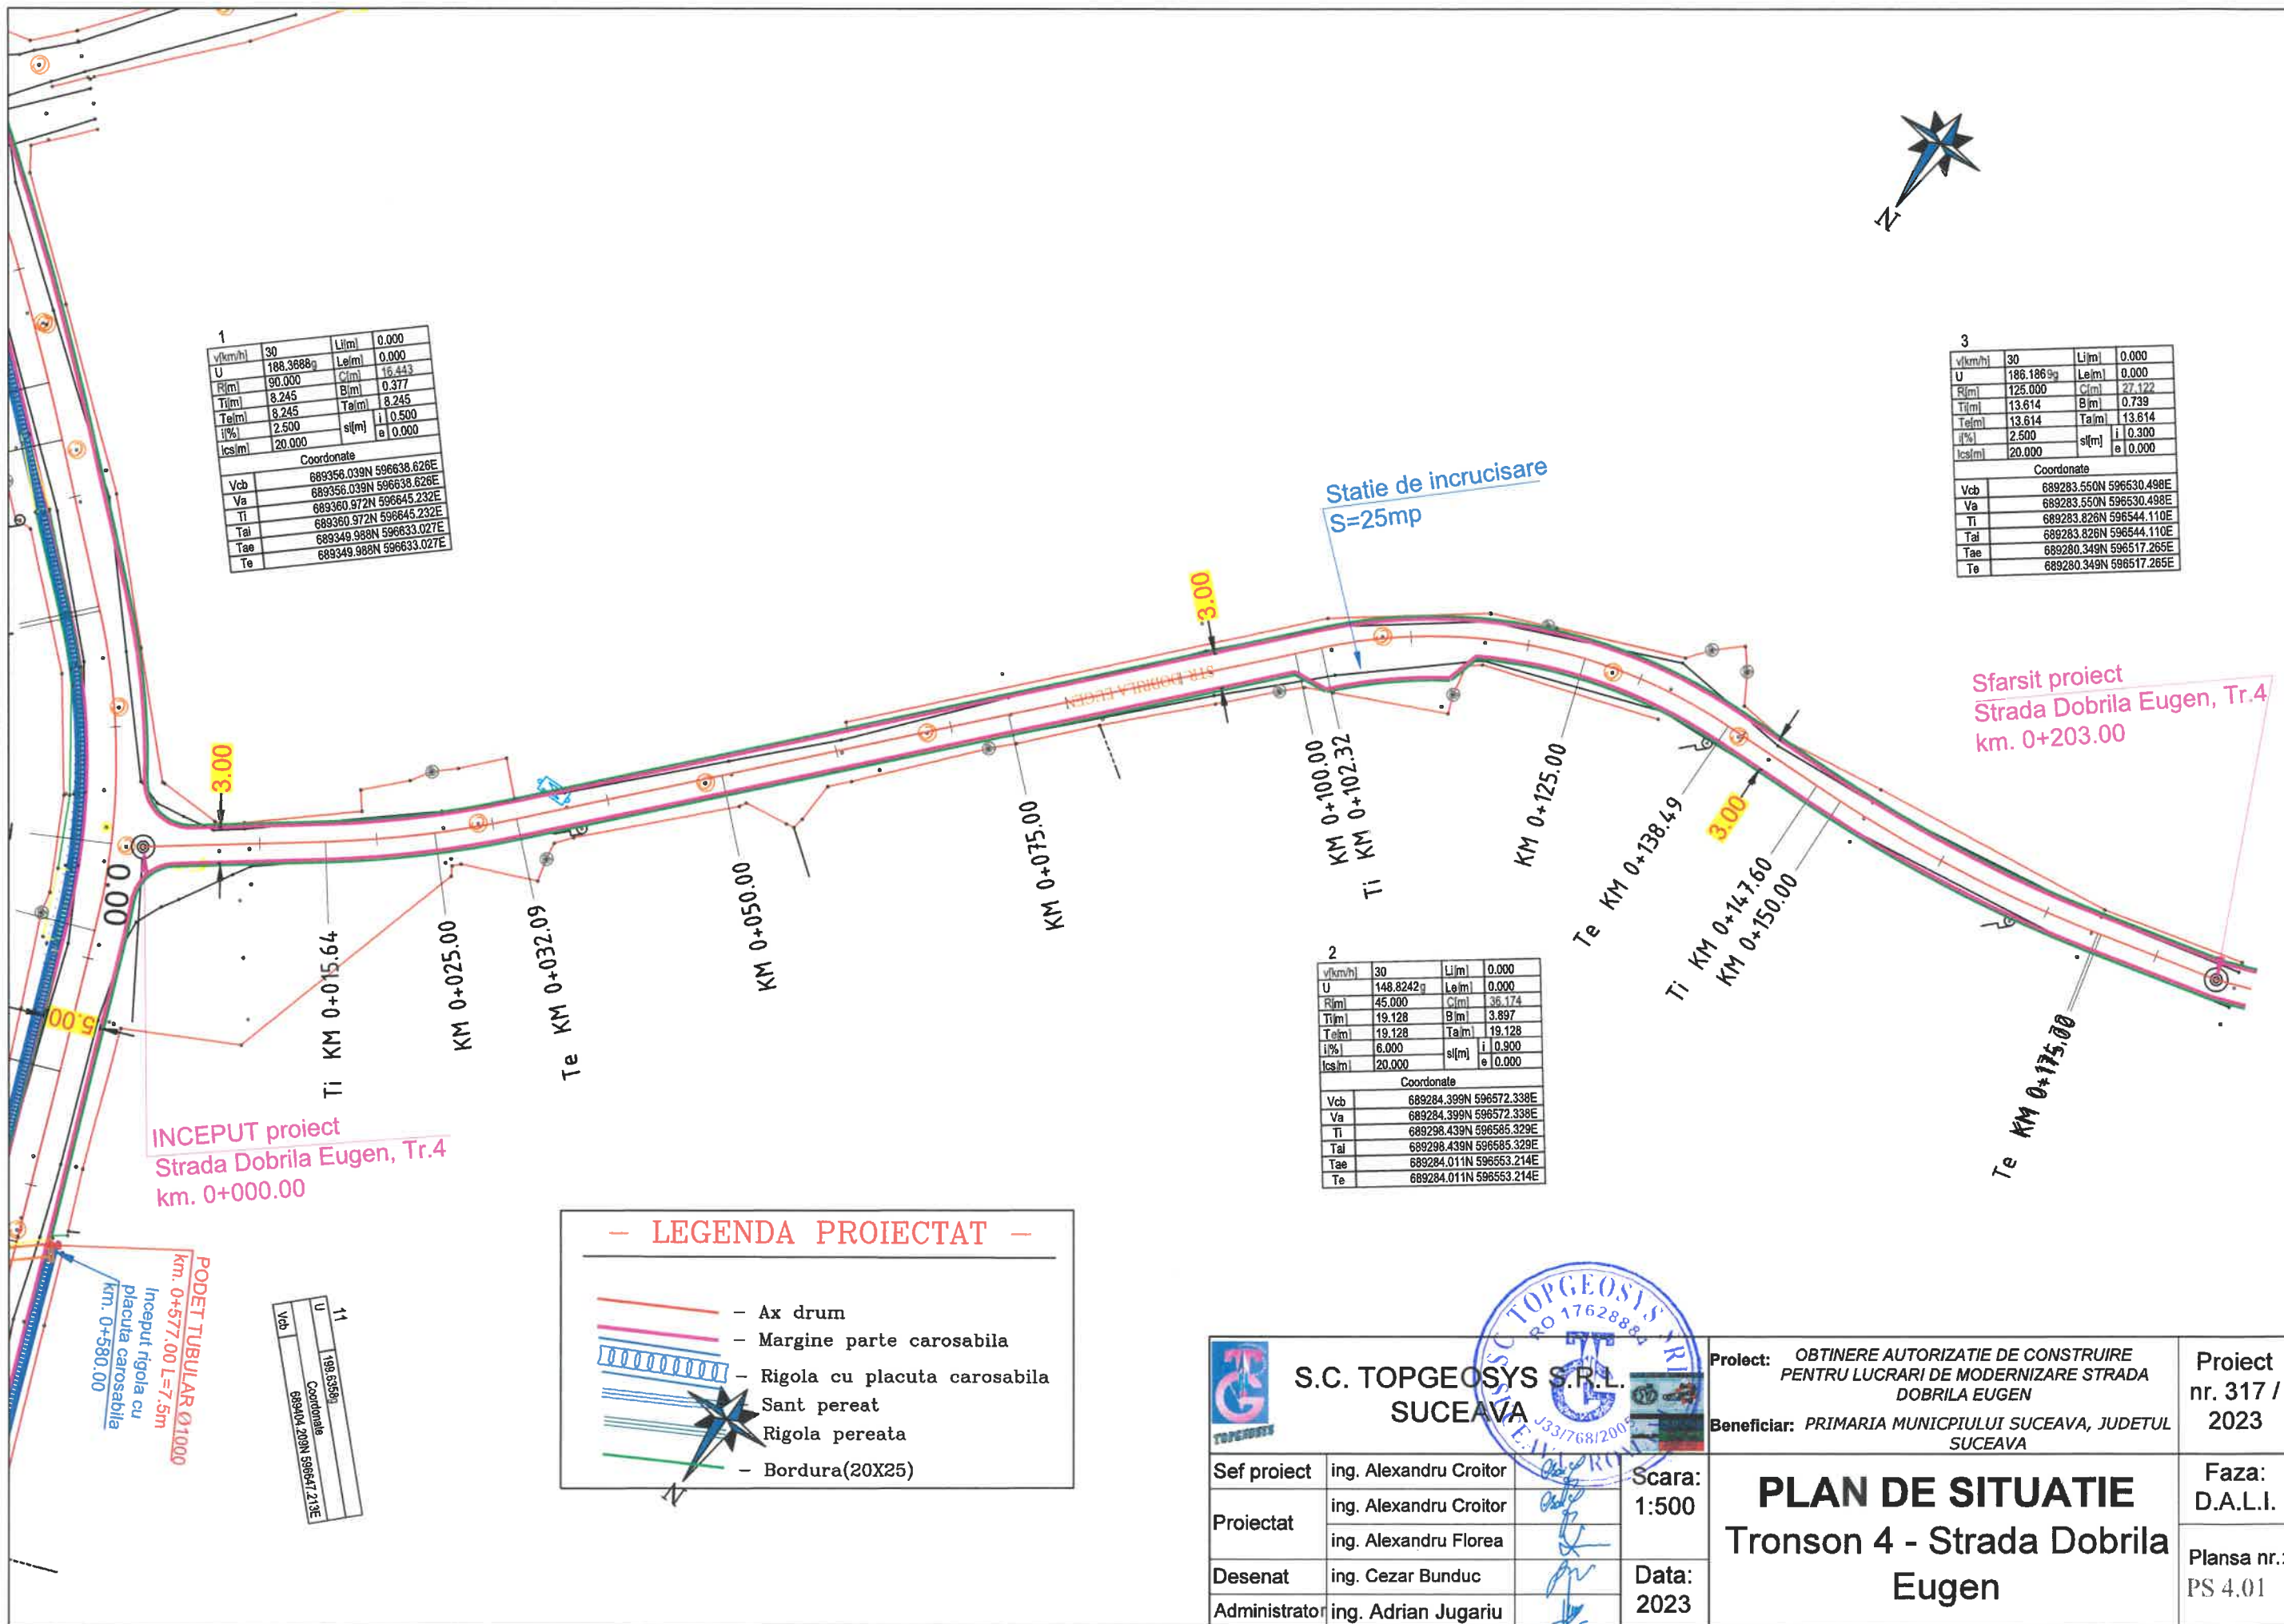 1
v[km/h] 30 Li[m] 0.000
U 188.3688g Le[m] 0.000
R[m] 90.000 C[m] 16.443
Ti[m] 8.245 B[m] 0.377
Te[m] 8.245 Ta[m] 8.245
i[%] 2.500 sl[m] i 0.500
lcs[m] 20.000 e 0.000
Coordonate
Vcb 689356.039N 596638.626E
Va 689356.039N 596638.626E
Ti 689360.972N 596645.232E
Tai 689360.972N 596645.232E
Tae 689349.988N 596633.027E
Te 689349.988N 596633.027E
N
3
v[km/h] 30 Li[m] 0.000
U 186.1869g Le[m] 0.000
R[m] 125.000 C[m] 27.122
Ti[m] 13.614 B[m] 0.739
Te[m] 13.614 Ta[m] 13.614
i[%] 2.500 sl[m] i 0.300
lcs[m] 20.000 e 0.000
Coordonate
Vcb 689283.550N 596530.498E
Va 689283.550N 596530.498E
Ti 689283.826N 596544.110E
Tai 689283.826N 596544.110E
Tae 689280.349N 596517.265E
Te 689280.349N 596517.265E
Statie de incrucisare
S=25mp
3.00
STR DOBRILA EUGEN
Sfarsit proiect
Strada Dobrila Eugen, Tr.4
km. 0+203.00
3.00
0.00
5.00
3.00
Ti KM 0+015.64
KM 0+025.00
Te KM 0+032.09
KM 0+050.00
KM 0+075.00
KM 0+100.00
Ti KM 0+102.32
KM 0+125.00
Te KM 0+138.49
Ti KM 0+147.60
KM 0+150.00
Te KM
INCEPUT proiect
Strada Dobrila Eugen, Tr.4
km. 0+000.00
2
v[km/h] 30 Li[m] 0.000
U 148.8242g Le[m] 0.000
R[m] 45.000 C[m] 36.174
Ti[m] 19.128 B[m] 3.897
Te[m] 19.128 Ta[m] 19.128
i[%] 6.000 sl[m] i 0.900
lcs[m] 20.000 e 0.000
Coordonate
Vcb 689284.399N 596572.338E
Va 689284.399N 596572.338E
Ti 689298.439N 596585.329E
Tai 689298.439N 596585.329E
Tae 689284.011N 596553.214E
Te 689284.011N 596553.214E
PODET TUBULAR Ø1000
km. 0+577.00 L=7.5m
Inceput rigola cu
placuta carosabila
km. 0+580.00
11
U 199.6358g
Coordonate
Vcb 689404.209N 596647.213E
- LEGENDA PROIECTAT -
- Ax drum
- Margine parte carosabila
- Rigola cu placuta carosabila
Sant pereat
Rigola pereata
- Bordura(20X25)
N
SC TOPGEOSYS SRL
RO 17628884
J33/768/2005
TOPGEOSYS
S.C. TOPGEOSYS S.R.L.
SUCEAVA
Proiect: OBTINERE AUTORIZATIE DE CONSTRUIRE
PENTRU LUCRARI DE MODERNIZARE STRADA
DOBRILA EUGEN
Beneficiar: PRIMARIA MUNICPIULUI SUCEAVA, JUDETUL
SUCEAVA
Proiect
nr. 317 /
2023
Sef proiect ing. Alexandru Croitor
Proiectat ing. Alexandru Croitor
ing. Alexandru Florea
Desenat ing. Cezar Bunduc
Administrator ing. Adrian Jugariu
Scara:
1:500
Data:
2023
PLAN DE SITUATIE
Tronson 4 - Strada Dobrila
Eugen
Faza:
D.A.L.I.
Plansa nr.:
PS 4.01